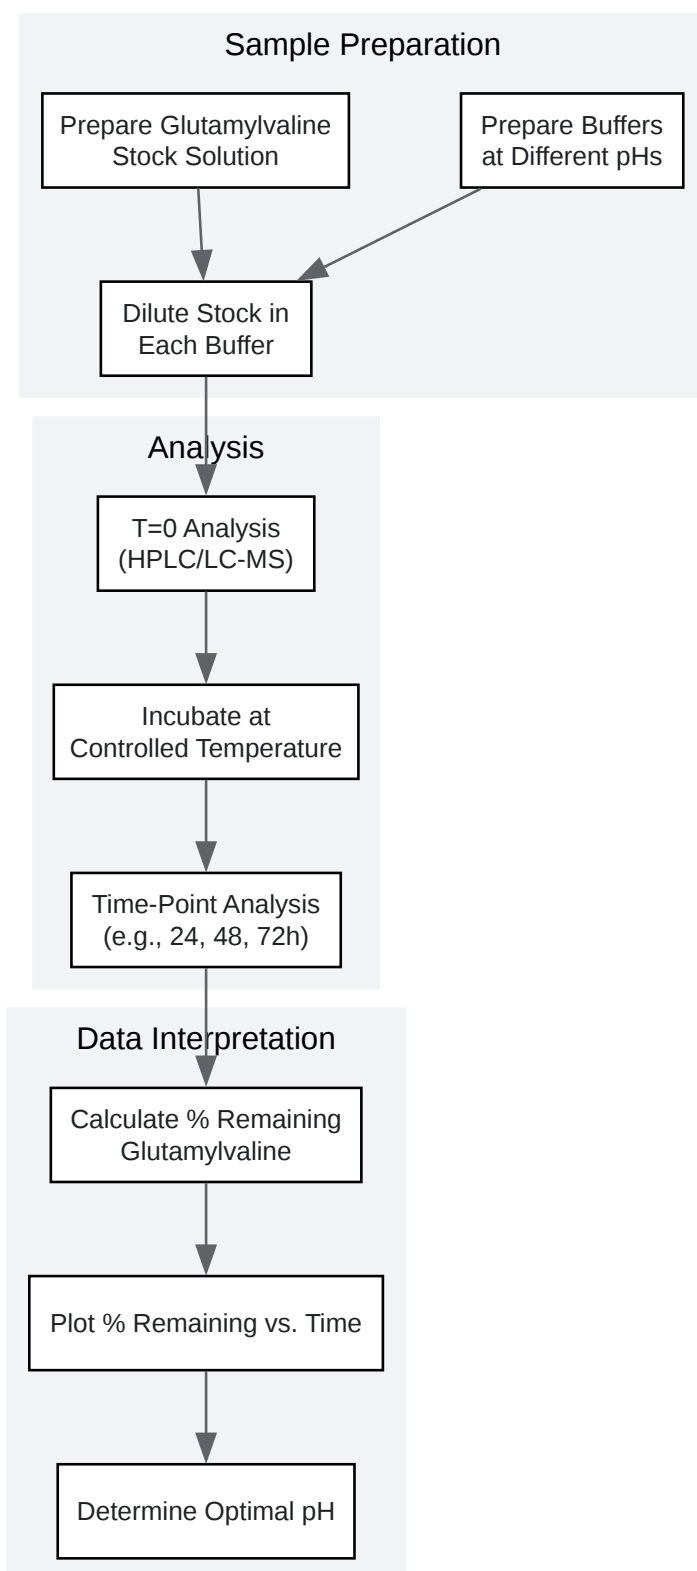 Sample Preparation
Prepare Glutamylvaline
Stock Solution
Prepare Buffers
at Different pHs
Dilute Stock in
Each Buffer
Analysis
T=0 Analysis
(HPLC/LC-MS)
Incubate at
Controlled Temperature
Time-Point Analysis
(e.g., 24, 48, 72h)
Data Interpretation
Calculate % Remaining
Glutamylvaline
Plot % Remaining vs. Time
Determine Optimal pH